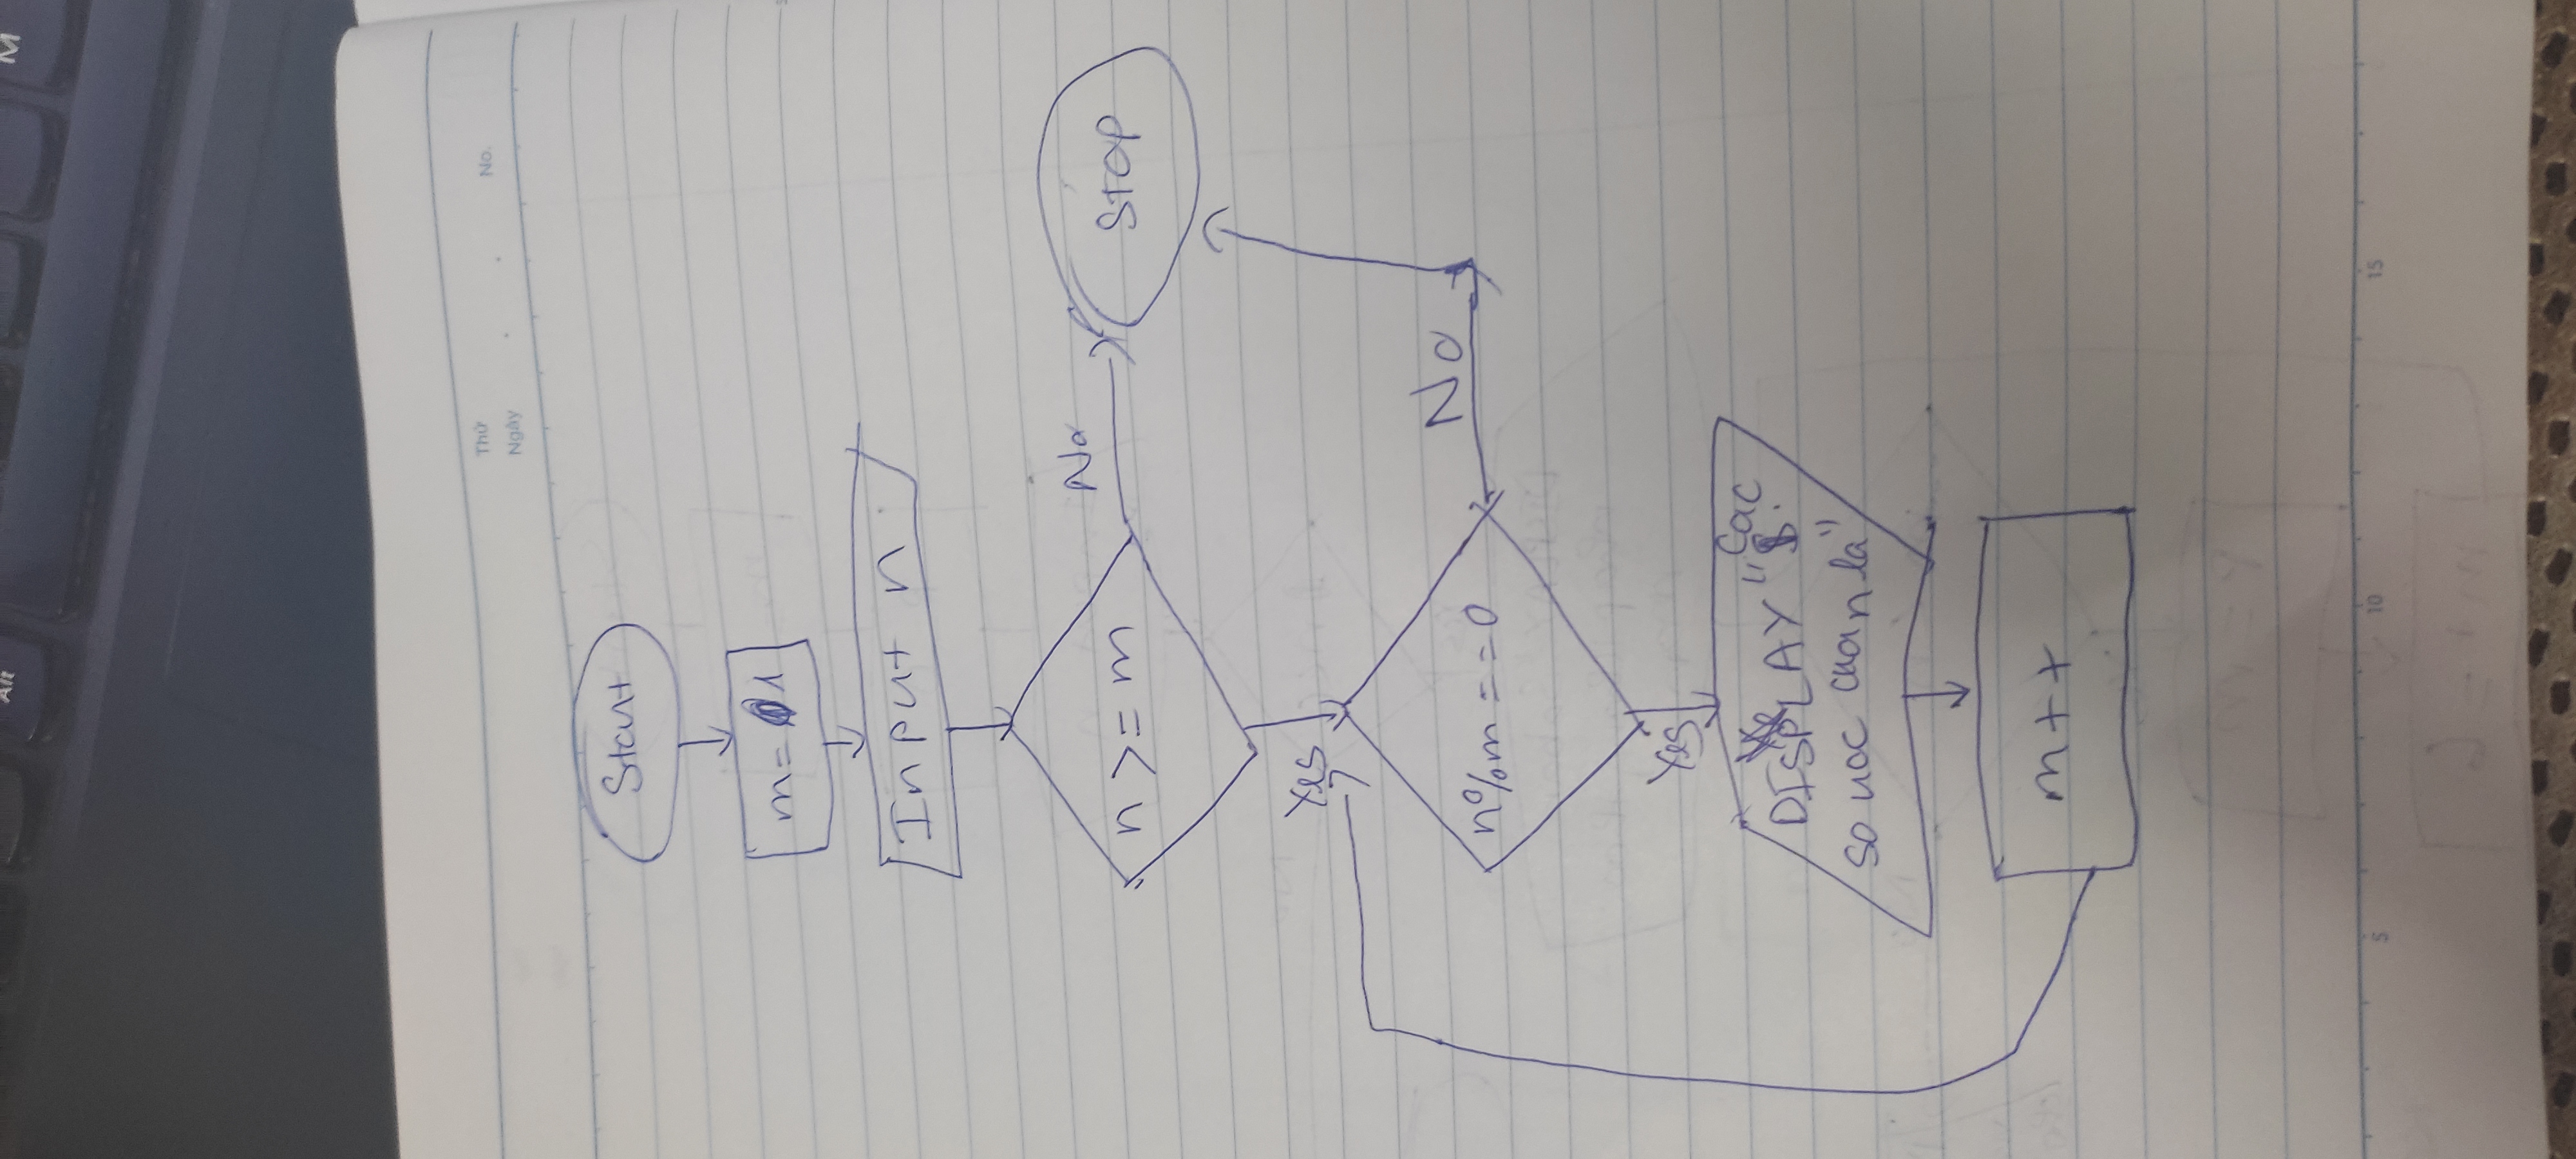 Alt
M
Thứ
No.
Ngày
Start
m= 1
Input n
n >= m
No
Stop
Yes
n%m ==0
No
Yes
cac
DISPLAY "
so uoc cuan la"
m++
5 10 15